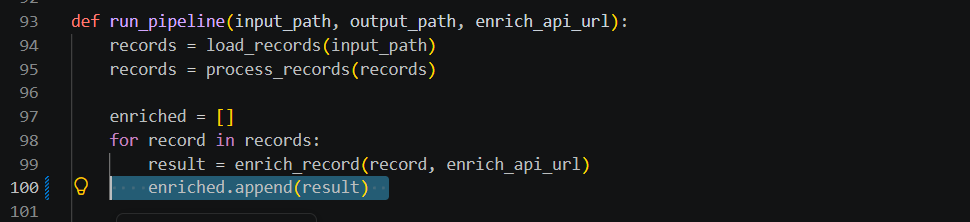 93 def run_pipeline(input_path, output_path, enrich_api_url):
94     records = load_records(input_path)
95     records = process_records(records)
96
97     enriched = []
98     for record in records:
99         result = enrich_record(record, enrich_api_url)
100         enriched.append(result)
101